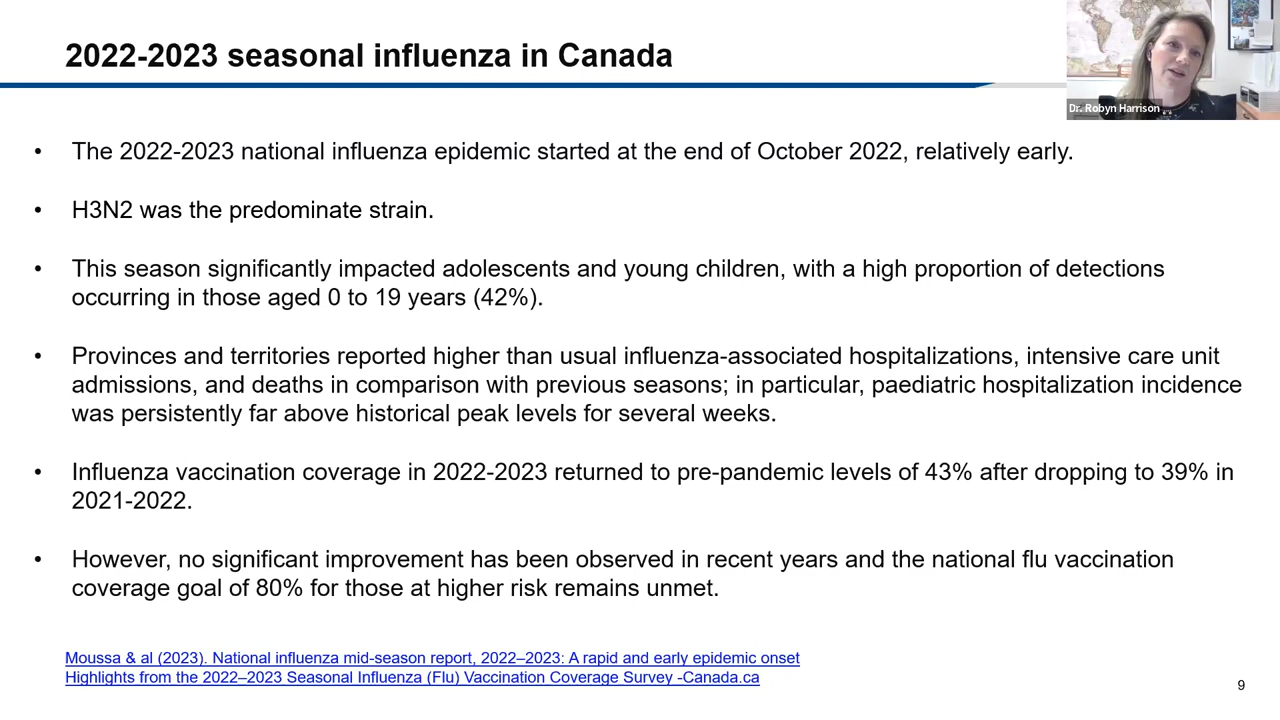 2022-2023 seasonal influenza in Canada
Dr. Robyn Harrison
• The 2022-2023 national influenza epidemic started at the end of October 2022, relatively early.
• H3N2 was the predominate strain.
• This season significantly impacted adolescents and young children, with a high proportion of detections
occurring in those aged 0 to 19 years (42%).
• Provinces and territories reported higher than usual influenza-associated hospitalizations, intensive care unit
admissions, and deaths in comparison with previous seasons; in particular, paediatric hospitalization incidence
was persistently far above historical peak levels for several weeks.
• Influenza vaccination coverage in 2022-2023 returned to pre-pandemic levels of 43% after dropping to 39% in
2021-2022.
• However, no significant improvement has been observed in recent years and the national flu vaccination
coverage goal of 80% for those at higher risk remains unmet.
Moussa & al (2023). National influenza mid-season report, 2022–2023: A rapid and early epidemic onset
Highlights from the 2022–2023 Seasonal Influenza (Flu) Vaccination Coverage Survey -Canada.ca
9